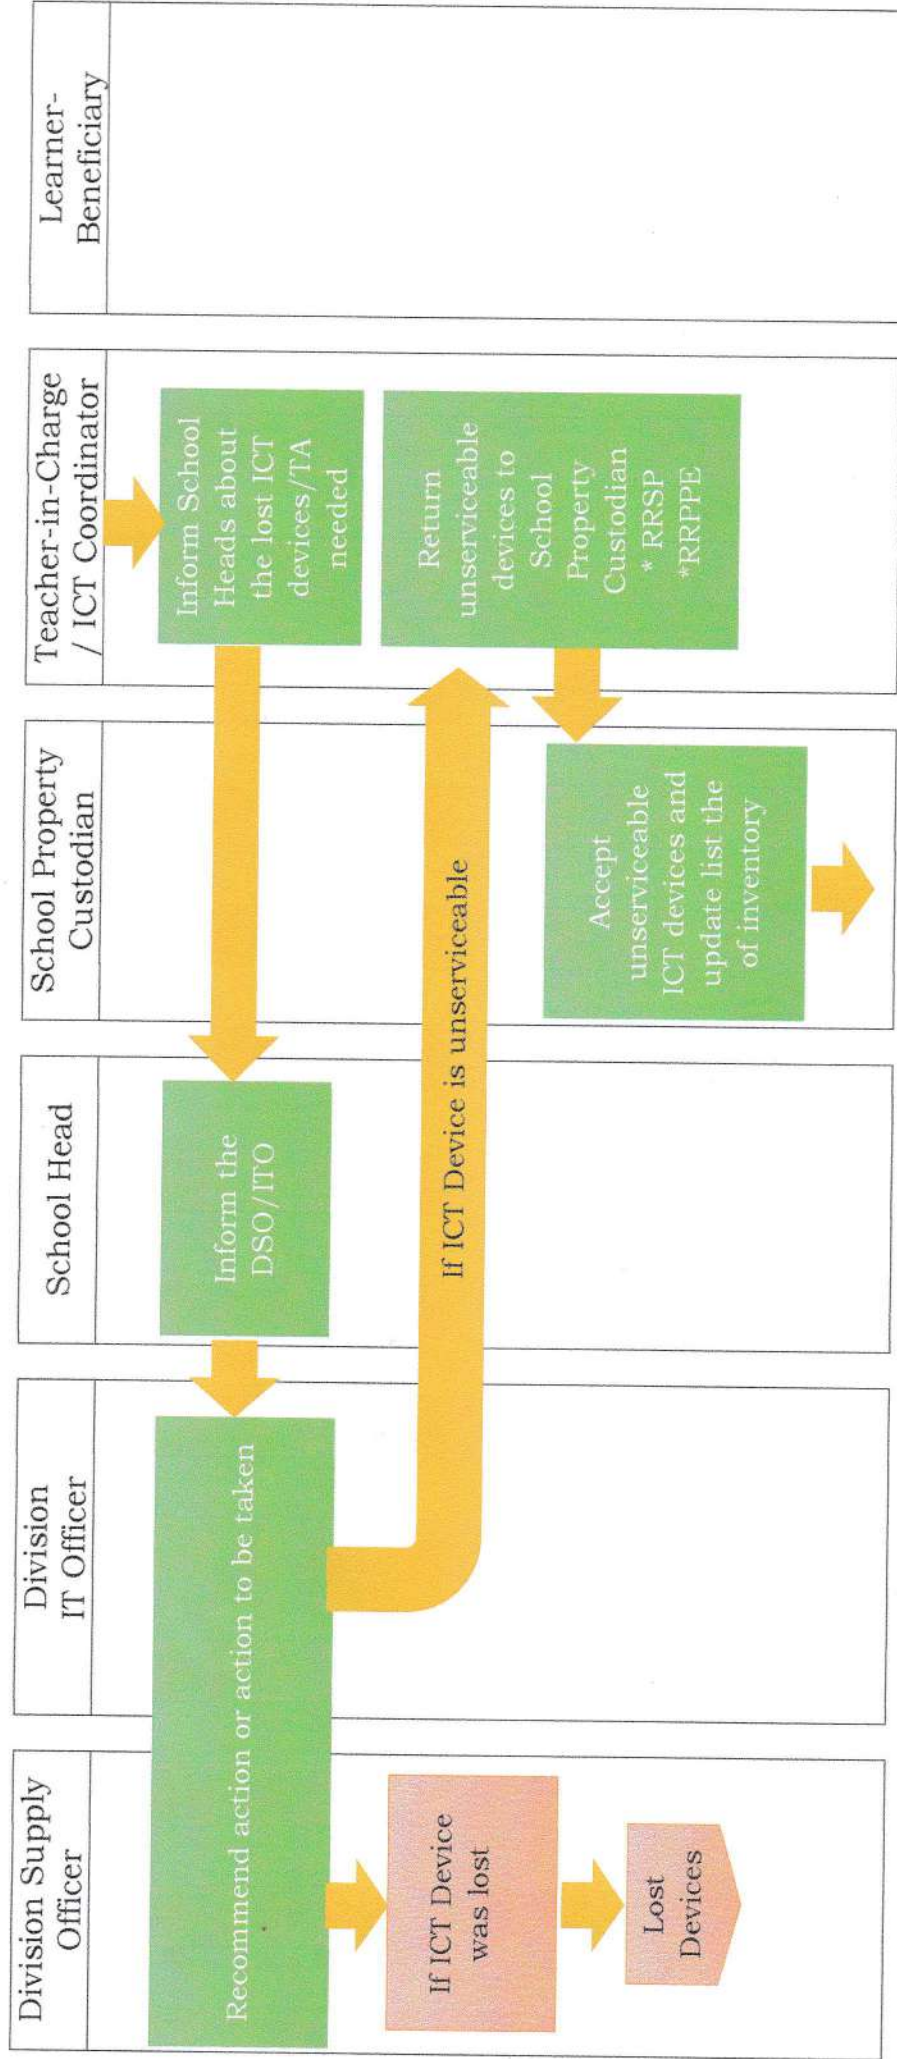 Division Supply
Officer
Division
IT Officer
School Head
School Property
Custodian
Teacher-in-Charge
/ ICT Coordinator
Learner-
Beneficiary
Inform School
Heads about
the lost ICT
devices/TA
needed
Inform the
DSO/ITO
Recommend action or action to be taken
If ICT Device
was lost
Lost
Devices
If ICT Device is unserviceable
Return
unserviceable
devices to
School
Property
Custodian
* RRSP
*RRPPE
Accept
unserviceable
ICT devices and
update list the
of inventory